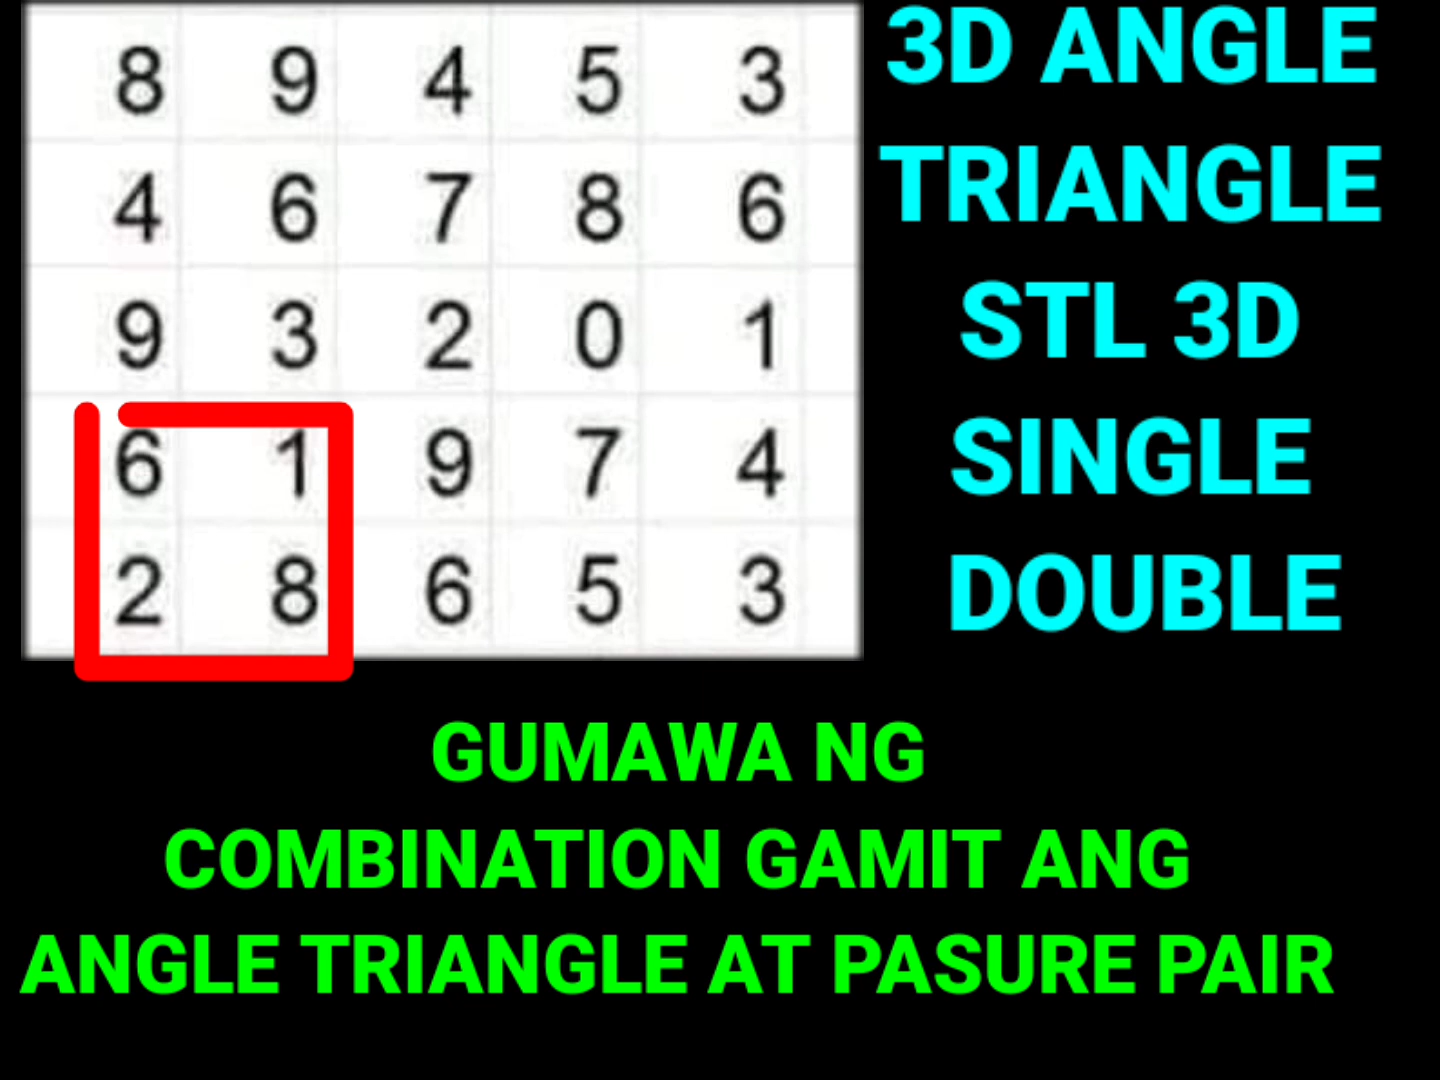 8 9 4 5 3
4 6 7 8 6
9 3 2 0 1
6 1 9 7 4
2 8 6 5 3
3D ANGLE
TRIANGLE
STL 3D
SINGLE
DOUBLE
GUMAWA NG
COMBINATION GAMIT ANG
ANGLE TRIANGLE AT PASURE PAIR